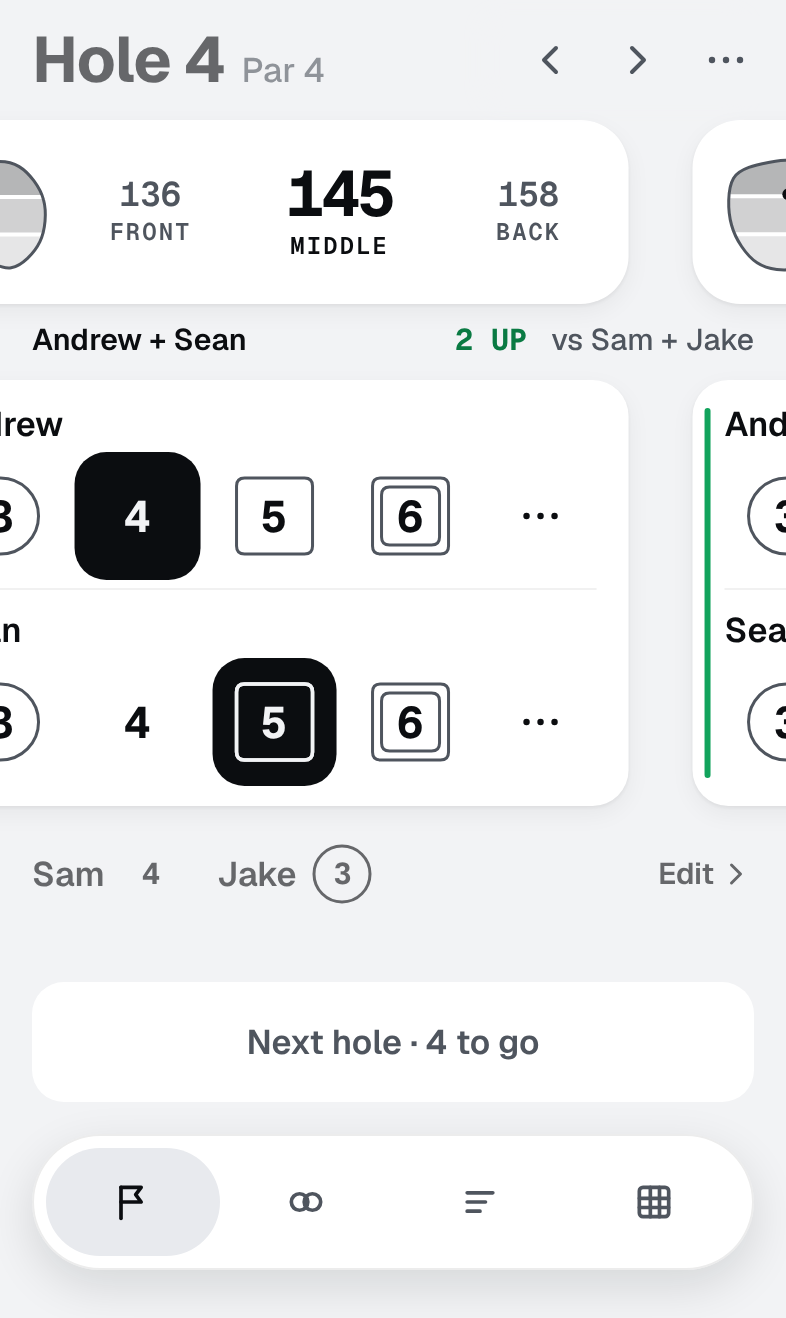 Hole 4 Par 4
136 145 158
FRONT MIDDLE BACK
Andrew + Sean 2 UP vs Sam + Jake
4 5 6 ...
3 4 5 6 ...
Sam 4 Jake 3 Edit
Next hole · 4 to go